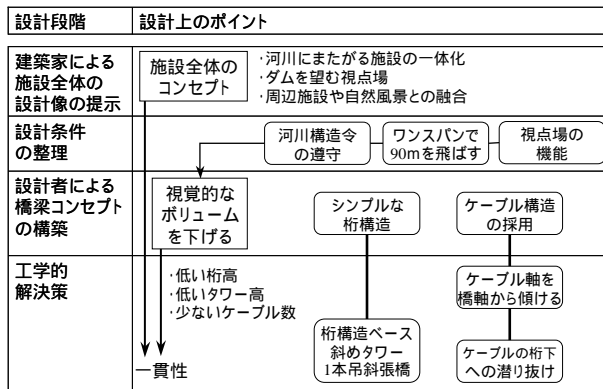 設計段階
設計上のポイント
建築家による
施設全体の
設計像の提示
施設全体の
コンセプト
・河川にまたがる施設の一体化
・ダムを望む視点場
・周辺施設や自然風景との融合
設計条件
の整理
河川構造令
の遵守
ワンスパンで
90mを飛ばす
視点場の
機能
設計者による
橋梁コンセプト
の構築
視覚的な
ボリューム
を下げる
シンプルな
桁構造
ケーブル構造
の採用
工学的
解決策
・低い桁高
・低いタワー高
・少ないケーブル数
一貫性
桁構造ベース
斜めタワー
1本吊斜張橋
ケーブル軸を
橋軸から傾ける
ケーブルの桁下
への潜り抜け